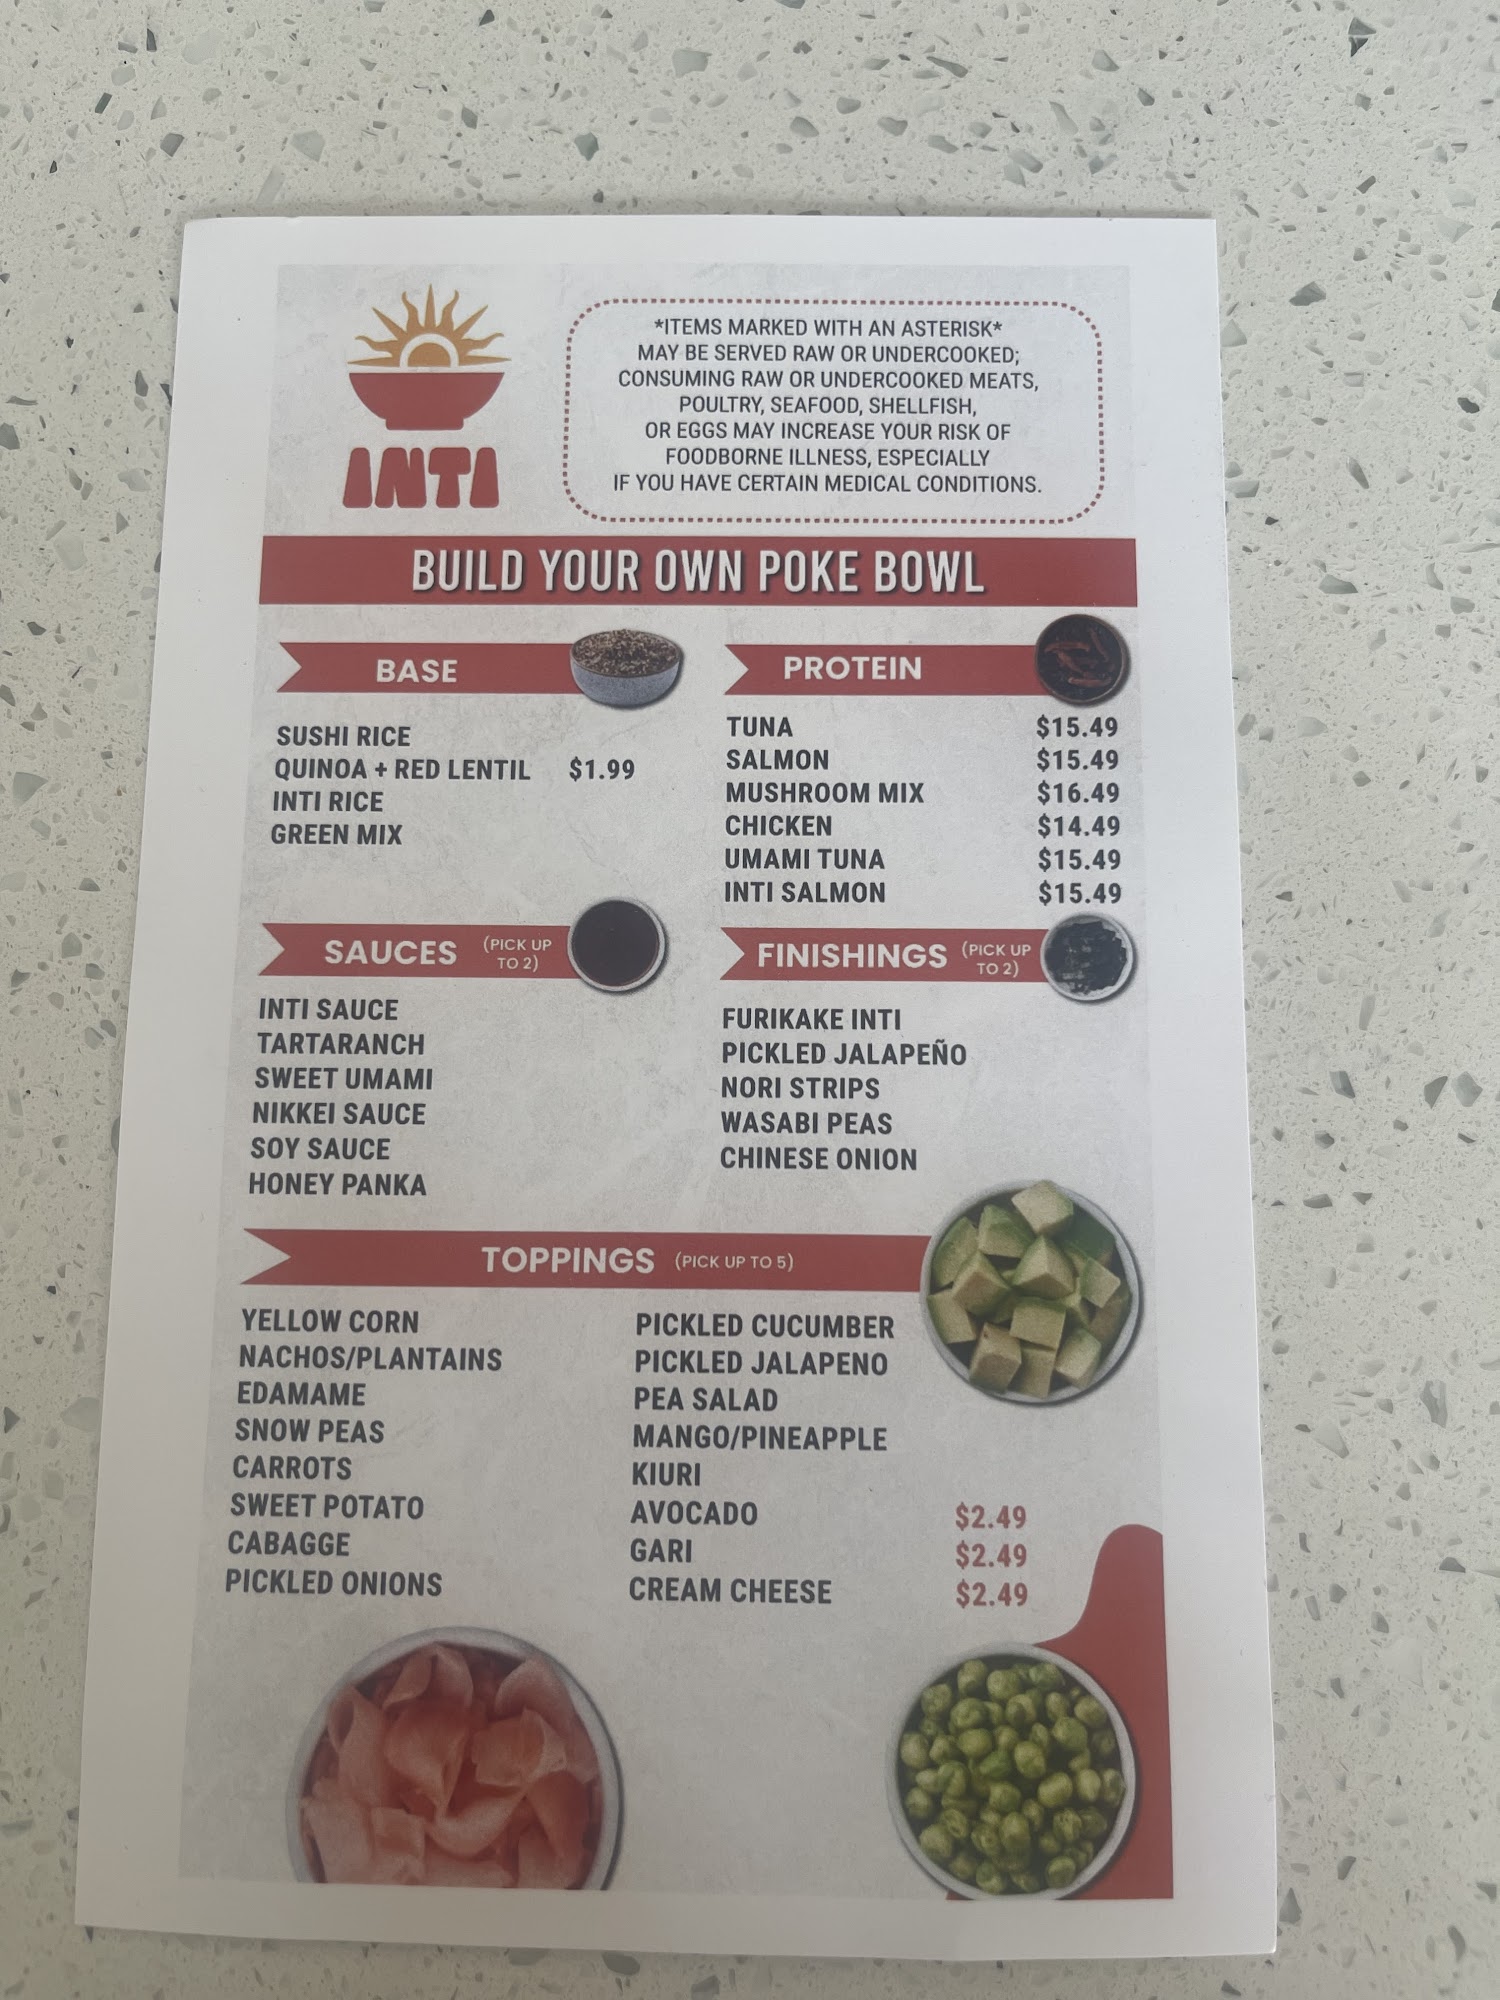 INTI
*ITEMS MARKED WITH AN ASTERISK*
MAY BE SERVED RAW OR UNDERCOOKED;
CONSUMING RAW OR UNDERCOOKED MEATS,
POULTRY, SEAFOOD, SHELLFISH,
OR EGGS MAY INCREASE YOUR RISK OF
FOODBORNE ILLNESS, ESPECIALLY
IF YOU HAVE CERTAIN MEDICAL CONDITIONS.
BUILD YOUR OWN POKE BOWL
BASE
SUSHI RICE
QUINOA + RED LENTIL $1.99
INTI RICE
GREEN MIX
PROTEIN
TUNA $15.49
SALMON $15.49
MUSHROOM MIX $16.49
CHICKEN $14.49
UMAMI TUNA $15.49
INTI SALMON $15.49
SAUCES (PICK UP
TO 2)
INTI SAUCE
TARTARANCH
SWEET UMAMI
NIKKEI SAUCE
SOY SAUCE
HONEY PANKA
FINISHINGS (PICK UP
TO 2)
FURIKAKE INTI
PICKLED JALAPEÑO
NORI STRIPS
WASABI PEAS
CHINESE ONION
TOPPINGS (PICK UP TO 5)
YELLOW CORN
NACHOS/PLANTAINS
EDAMAME
SNOW PEAS
CARROTS
SWEET POTATO
CABAGGE
PICKLED ONIONS
PICKLED CUCUMBER
PICKLED JALAPENO
PEA SALAD
MANGO/PINEAPPLE
KIURI
AVOCADO $2.49
GARI $2.49
CREAM CHEESE $2.49